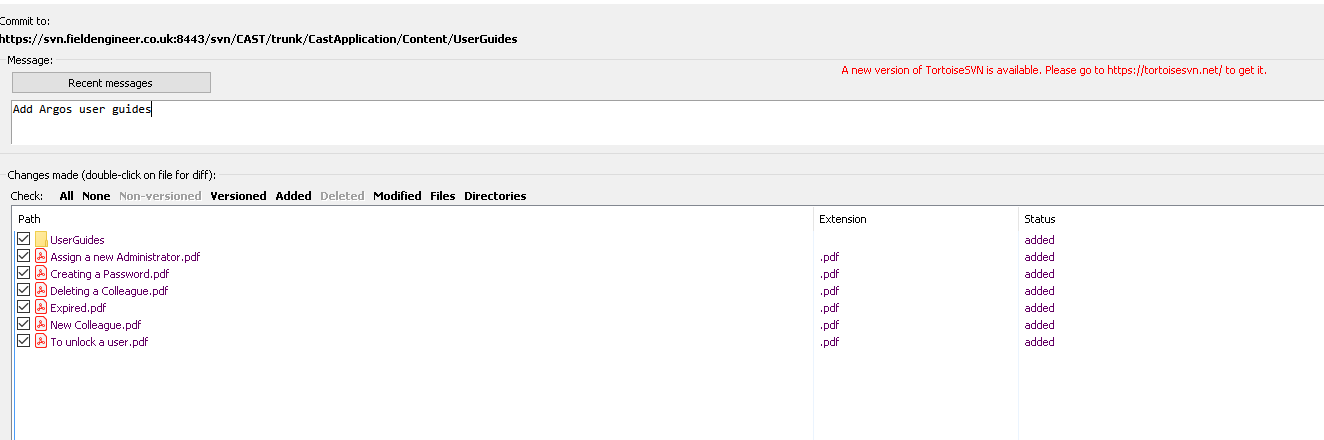 Commit to:
https://svn.fieldengineer.co.uk:8443/svn/CAST/trunk/CastApplication/Content/UserGuides
Message:
A new version of TortoiseSVN is available. Please go to https://tortoisesvn.net/ to get it.
Recent messages
Add Argos user guides
Changes made (double-click on file for diff):
Check: All None Non-versioned Versioned Added Deleted Modified Files Directories
Path Extension Status
UserGuides added
Assign a new Administrator.pdf .pdf added
Creating a Password.pdf .pdf added
Deleting a Colleague.pdf .pdf added
Expired.pdf .pdf added
New Colleague.pdf .pdf added
To unlock a user.pdf .pdf added